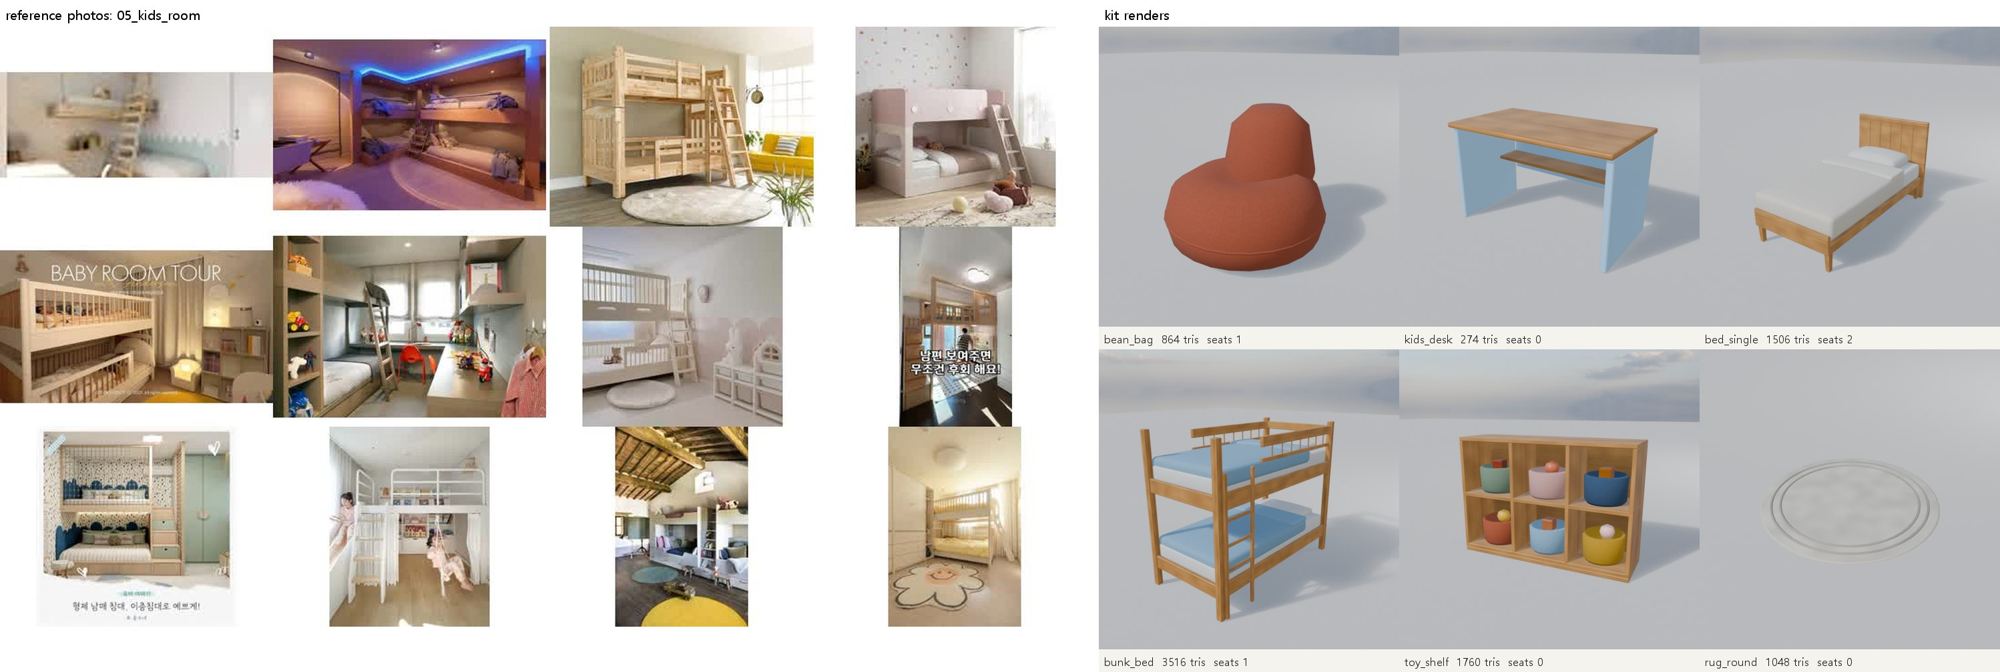 reference photos: 05_kids_room
kit renders
BABY ROOM TOUR
남편 보여주면
무조건 후회 해요!
형제 남매 침대, 이층침대로 예쁘게!
bean_bag 864 tris seats 1
kids_desk 274 tris seats 0
bed_single 1506 tris seats 2
bunk_bed 3516 tris seats 1
toy_shelf 1760 tris seats 0
rug_round 1048 tris seats 0